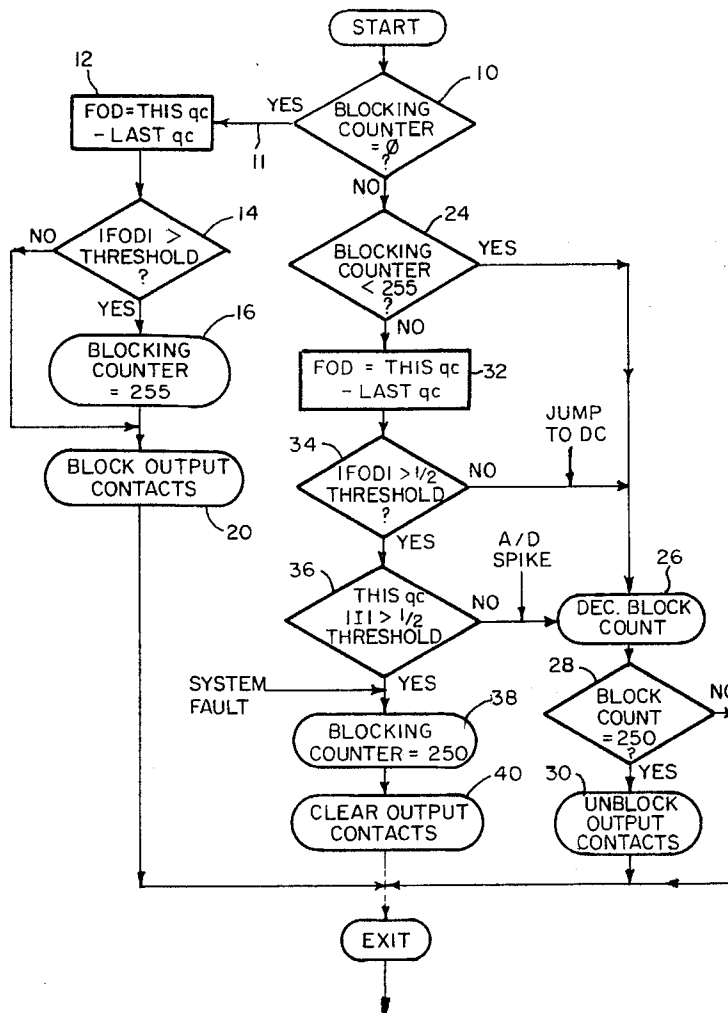 START
10
BLOCKING
COUNTER
= Ø
?
YES
11
NO
12
FOD=THIS qc
- LAST qc
14
|FOD| >
THRESHOLD
?
NO
YES
16
BLOCKING
COUNTER
= 255
BLOCK OUTPUT
CONTACTS
20
24
BLOCKING
COUNTER
< 255
?
YES
NO
FOD = THIS qc
- LAST qc
32
JUMP
TO DC
34
|FOD| > 1/2
THRESHOLD
?
NO
YES
A/D
SPIKE
36
THIS qc
|I| > 1/2
THRESHOLD
NO
YES
26
DEC. BLOCK
COUNT
28
BLOCK
COUNT
=250
?
NO
YES
SYSTEM
FAULT
38
BLOCKING
COUNTER = 250
40
CLEAR OUTPUT
CONTACTS
30
UNBLOCK
OUTPUT
CONTACTS
EXIT